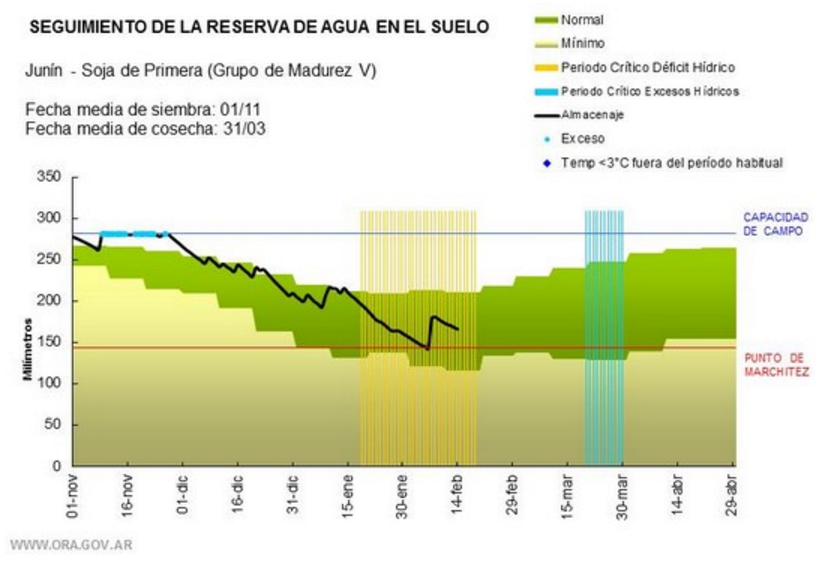 SEGUIMIENTO DE LA RESERVA DE AGUA EN EL SUELO
Junín - Soja de Primera (Grupo de Madurez V)
Fecha media de siembra: 01/11
Fecha media de cosecha: 31/03
Normal
Mínimo
Periodo Crítico Déficit Hídrico
Periodo Crítico Excesos Hídricos
Almacenaje
Exceso
Temp <3°C fuera del período habitual
350
300
250
200
150
100
50
0
Milímetros
CAPACIDAD
DE CAMPO
PUNTO DE
MARCHITEZ
01-nov
16-nov
01-dic
16-dic
31-dic
15-ene
30-ene
14-feb
29-feb
15-mar
30-mar
14-abr
29-abr
WWW.ORA.GOV.AR